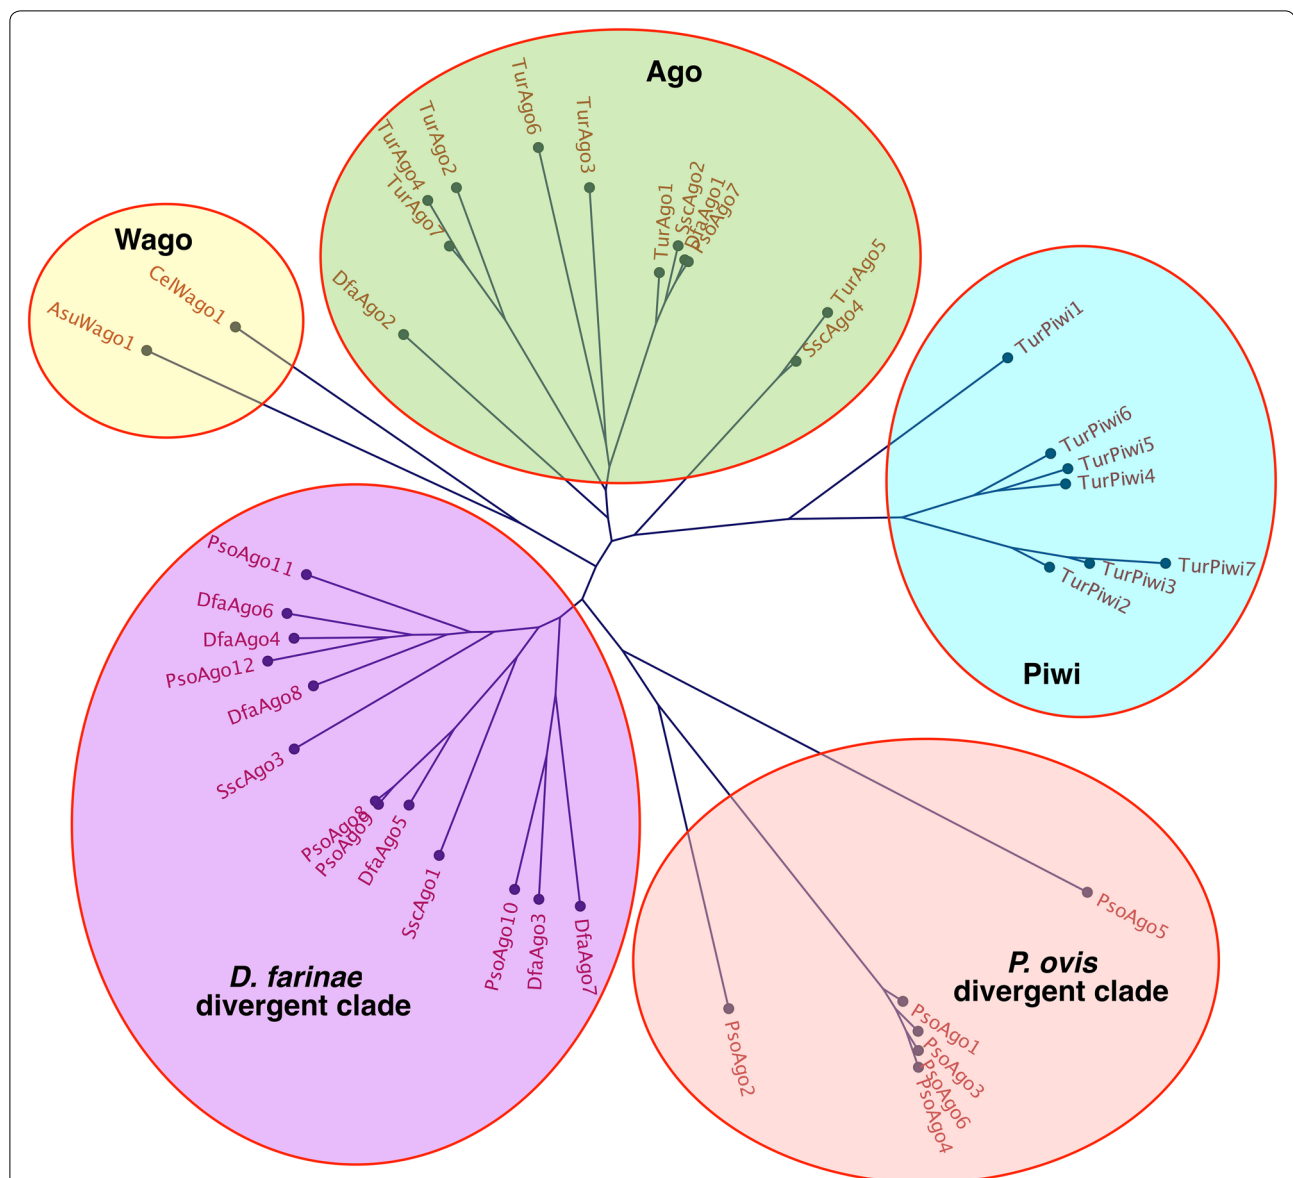 Ago
TurAgo6
TurAgo3
TurAgo2
TurAgo4
TurAgo7
DfaAgo2
TurAgo1
SscAgo2
DfaAgo1
PsoAgo7
TurAgo5
SscAgo4
Wago
CelWago1
AsuWago1
TurPiwi1
TurPiwi6
TurPiwi5
TurPiwi4
TurPiwi7
TurPiwi3
TurPiwi2
Piwi
PsoAgo11
DfaAgo6
DfaAgo4
PsoAgo12
DfaAgo8
SscAgo3
PsoAgo8
PsoAgo9
DfaAgo5
SscAgo1
PsoAgo10
DfaAgo3
DfaAgo7
D. farinae
divergent clade
PsoAgo5
P. ovis
divergent clade
PsoAgo2
PsoAgo1
PsoAgo3
PsoAgo6
PsoAgo4